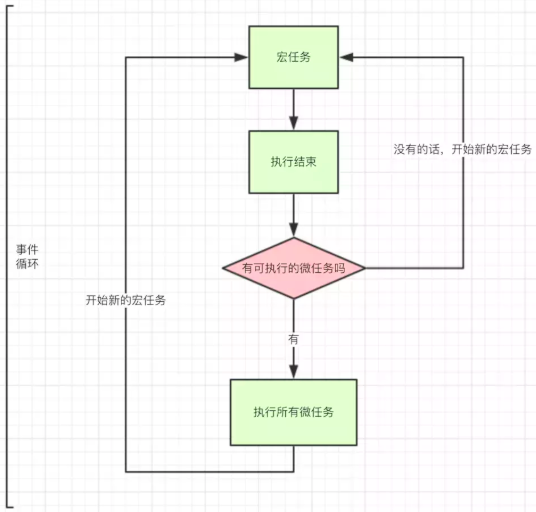 宏任务
没有的话，开始新的宏任务
执行结束
事件
循环
有可执行的微任务吗
开始新的宏任务
有
执行所有微任务